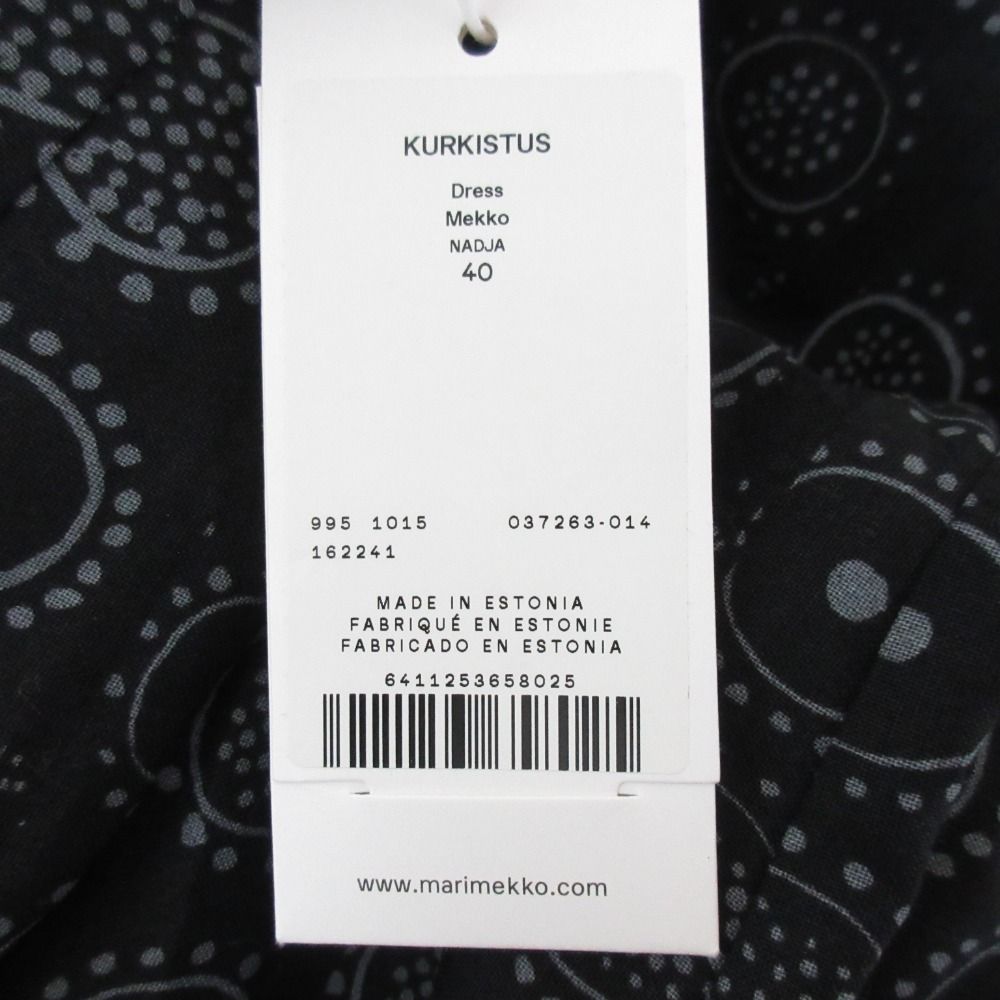 KURKISTUS
Dress
Mekko
NADJA
40
995 1015 037263-014
162241
MADE IN ESTONIA
FABRIQUÉ EN ESTONIE
FABRICADO EN ESTONIA
6411253658025
www.marimekko.com